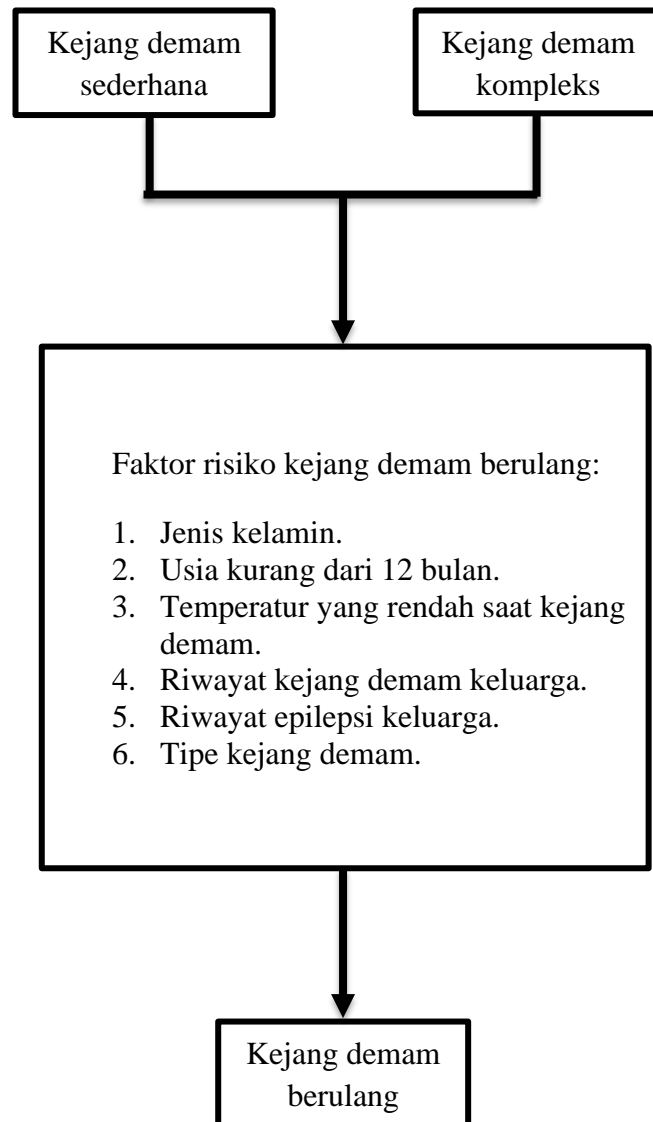 Kejang demam
sederhana
Kejang demam
kompleks
Faktor risiko kejang demam berulang:
1. Jenis kelamin.
2. Usia kurang dari 12 bulan.
3. Temperatur yang rendah saat kejang
demam.
4. Riwayat kejang demam keluarga.
5. Riwayat epilepsi keluarga.
6. Tipe kejang demam.
Kejang demam
berulang